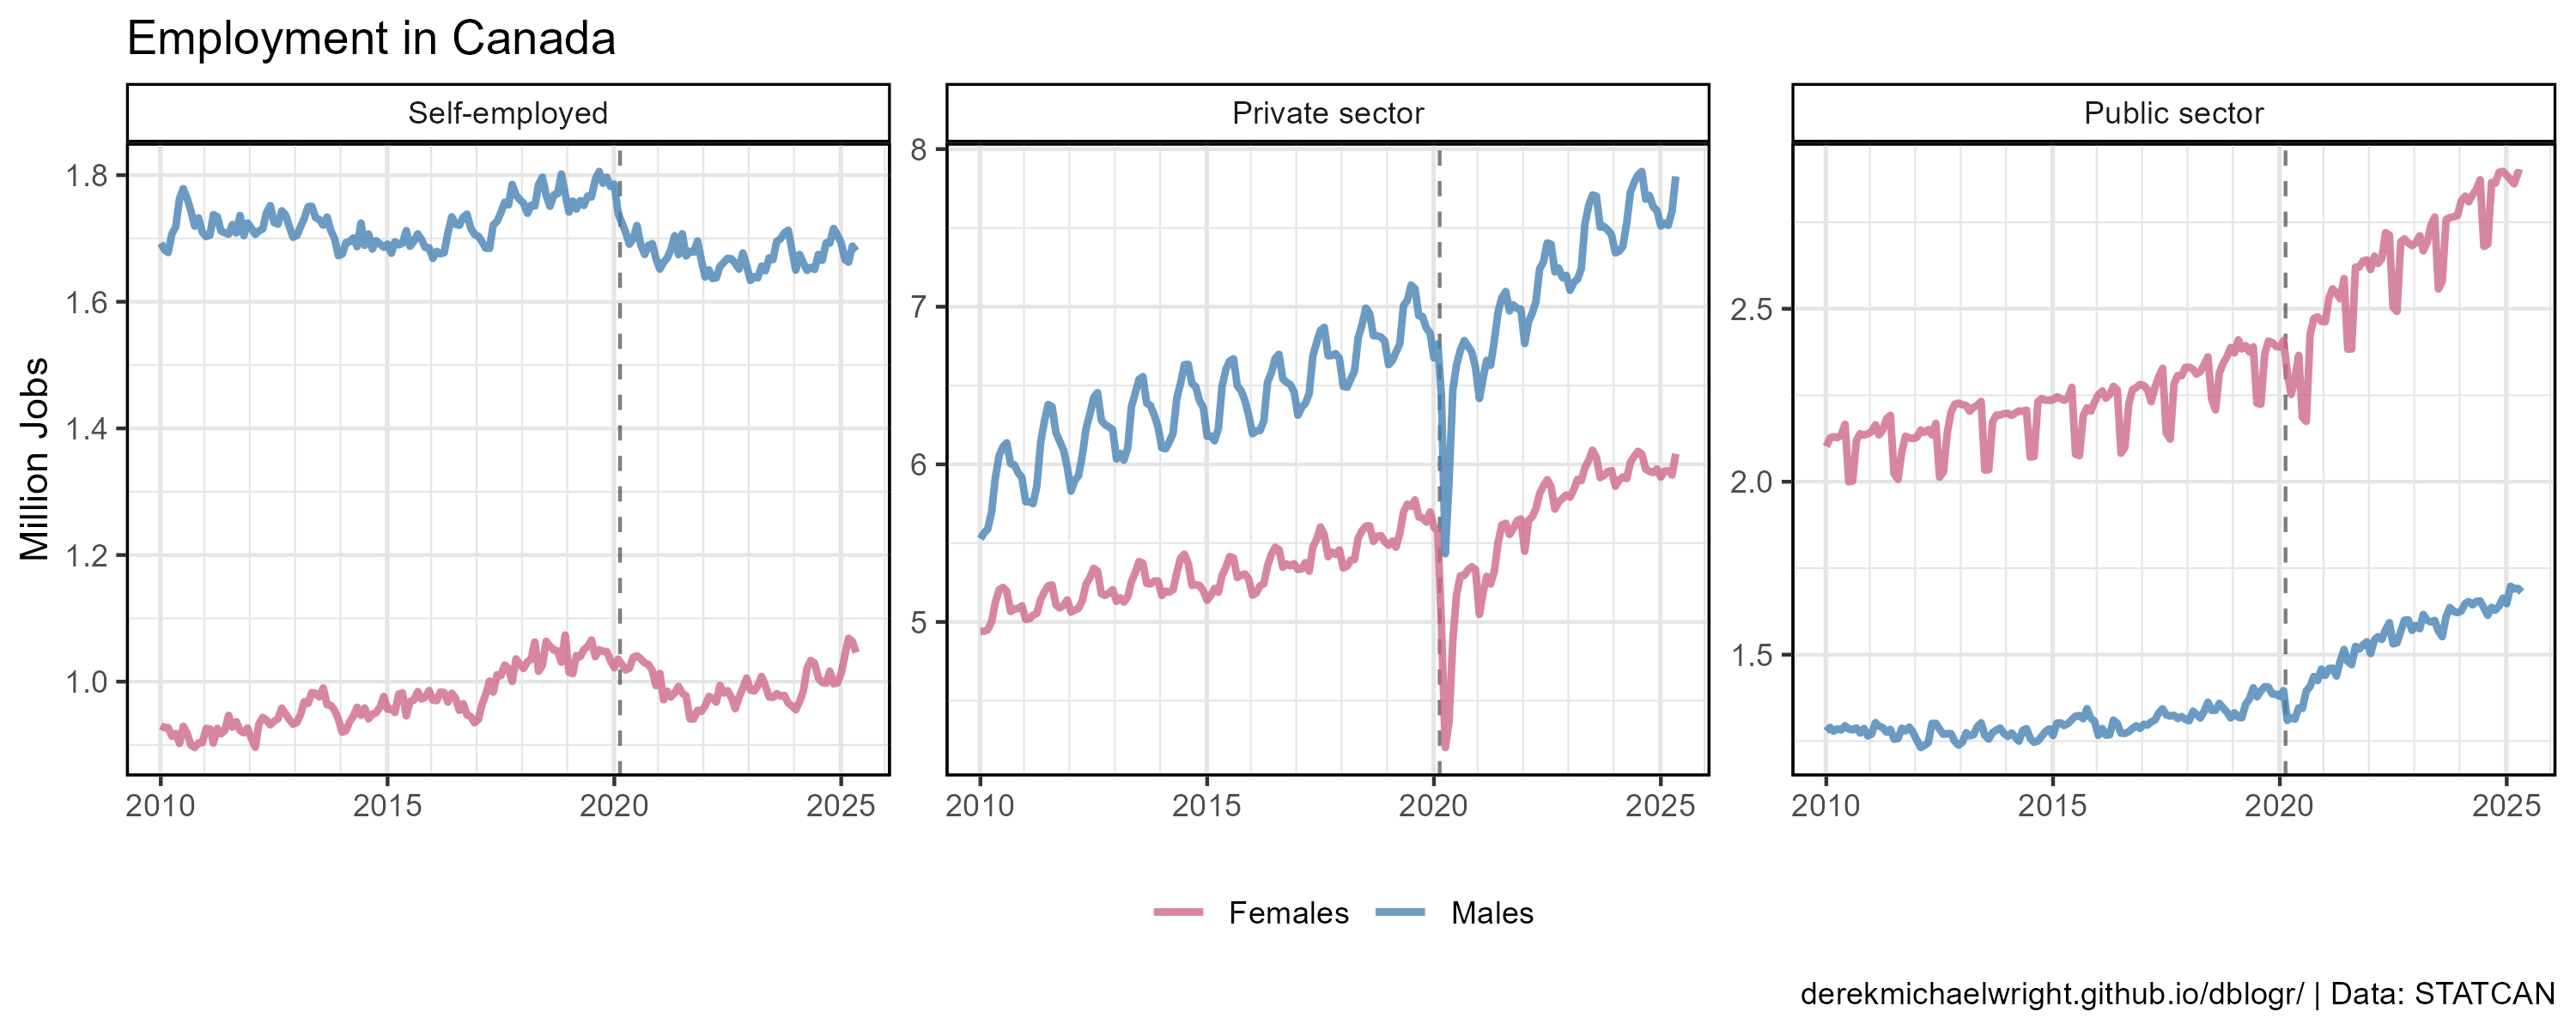 Employment in Canada
Self-employed
Private sector
Public sector
Million Jobs
1.8
1.6
1.4
1.2
1.0
8
7
6
5
2.5
2.0
1.5
2010 2015 2020 2025
2010 2015 2020 2025
2010 2015 2020 2025
Females Males
derekmichaelwright.github.io/dblogr/ | Data: STATCAN